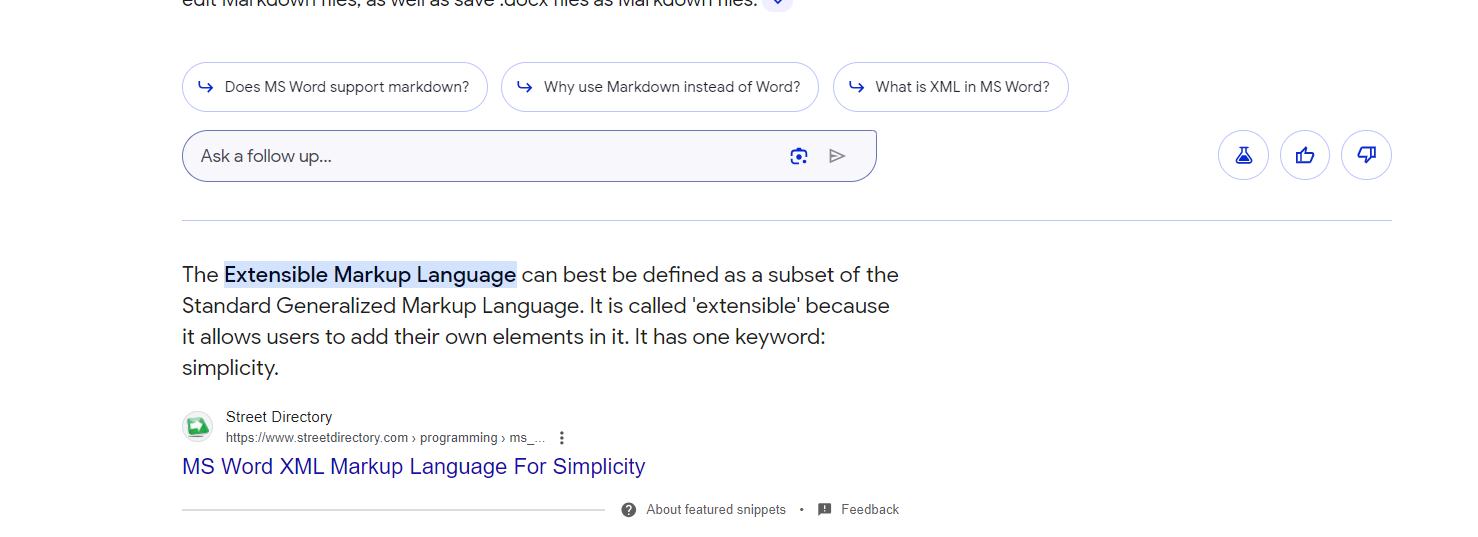 edit Markdown files, as well as save .docx files as Markdown files.
Does MS Word support markdown?
Why use Markdown instead of Word?
What is XML in MS Word?
Ask a follow up...
The Extensible Markup Language can best be defined as a subset of the
Standard Generalized Markup Language. It is called 'extensible' because
it allows users to add their own elements in it. It has one keyword:
simplicity.
Street Directory
https://www.streetdirectory.com › programming › ms_...
MS Word XML Markup Language For Simplicity
About featured snippets • Feedback